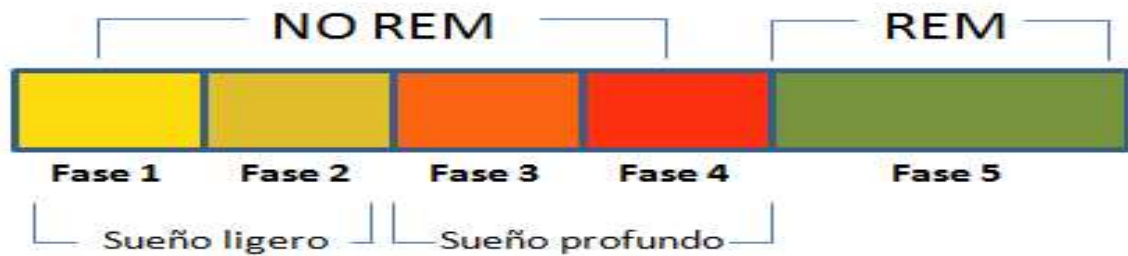 NO REM REM
Fase 1 Fase 2 Fase 3 Fase 4 Fase 5
Sueño ligero Sueño profundo